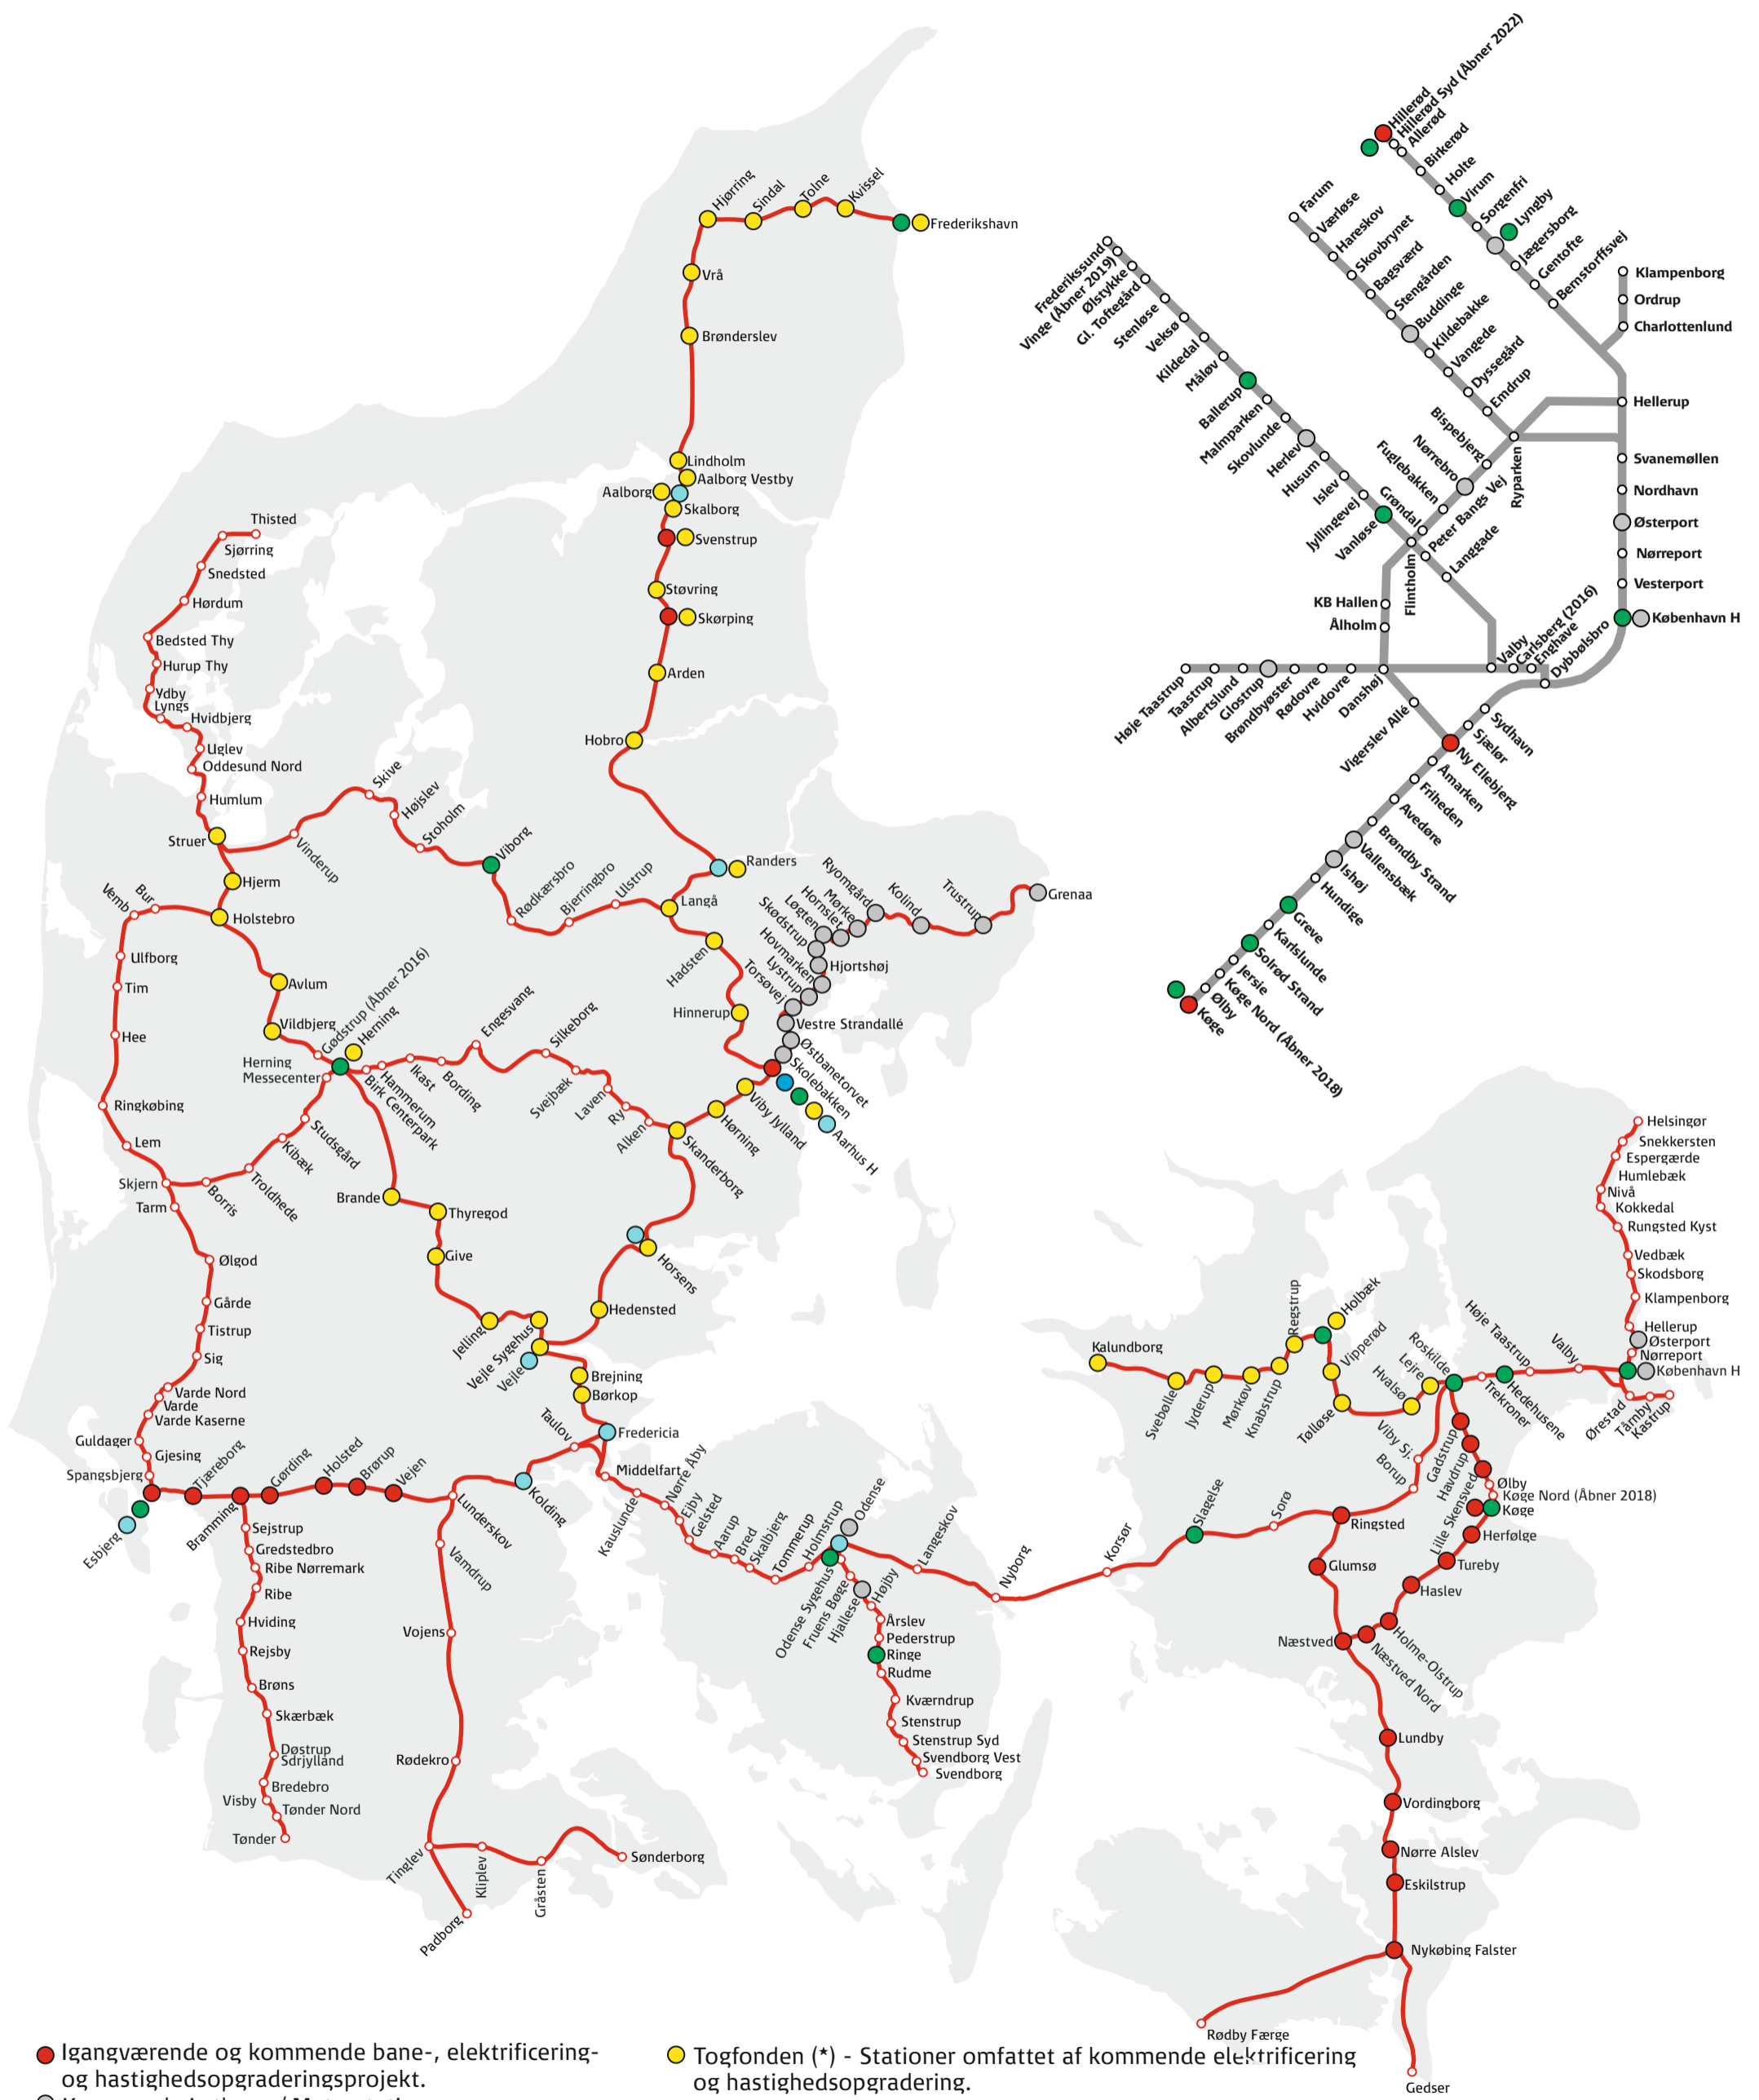 Hjørring
Sindal
Tolne
Kvissel
Frederikshavn
Vrå
Brønderslev
Lindholm
Aalborg Vestby
Aalborg
Skalborg
Svenstrup
Støvring
Skørping
Arden
Hobro
Randers
Langå
Hadsten
Hinnerup
Thisted
Sjørring
Snedsted
Hørdum
Bedsted Thy
Hurup Thy
Ydby
Lyngs
Hvidbjerg
Uglev
Oddesund Nord
Humlum
Struer
Vinderup
Skive
Højslev
Stoholm
Viborg
Rødkærsbro
Bjerringbro
Ulstrup
Hjerm
Holstebro
Bur
Vemb
Ulfborg
Tim
Hee
Ringkøbing
Lem
Skjern
Tarm
Avlum
Vildbjerg
Gødstrup (Åbner 2016)
Herning
Herning
Messecenter
Birk Centerpark
Hammerum
Ikast
Bording
Engesvang
Silkeborg
Svejbæk
Laven
Ry
Alken
Skanderborg
Hørning
Viby Jylland
Aarhus H
Skolebakken
Østbanetorvet
Vestre Strandallé
Torsøvej
Lystrup
Hovmarken
Hjortshøj
Skødstrup
Løgten
Hornslet
Mørke
Ryomgård
Kolind
Trustrup
Grenaa
Studsgård
Kibæk
Troldhede
Borris
Brande
Thyregod
Give
Jelling
Vejle Sygehus
Vejle
Horsens
Hedensted
Brejning
Børkop
Fredericia
Taulov
Kolding
Ølgod
Gårde
Tistrup
Sig
Varde Nord
Varde
Varde Kaserne
Guldager
Gjesing
Spangsbjerg
Esbjerg
Tjæreborg
Bramming
Gørding
Holsted
Brørup
Vejen
Lunderskov
Sejstrup
Gredstedbro
Ribe Nørremark
Ribe
Hviding
Rejsby
Brøns
Skærbæk
Døstrup
Sdrjylland
Bredebro
Visby
Tønder Nord
Tønder
Vamdrup
Vojens
Rødekro
Tinglev
Kliplev
Gråsten
Sønderborg
Padborg
Middelfart
Kauslunde
Nørre Åby
Ejby
Gelsted
Aarup
Bred
Skalbjerg
Tommerup
Holmstrup
Odense
Odense Sygehus
Fruens Bøge
Hjallese
Højby
Årslev
Pederstrup
Ringe
Rudme
Kværndrup
Stenstrup
Stenstrup Syd
Svendborg Vest
Svendborg
Langeskov
Nyborg
Korsør
Slagelse
Sorø
Ringsted
Borup
Viby Sj.
Kalundborg
Svebølle
Jyderup
Mørkøv
Knabstrup
Regstrup
Holbæk
Vipperød
Tølløse
Hvalsø
Lejre
Roskilde
Trekroner
Hedehusene
Høje Taastrup
Valby
København H
Nørreport
Østerport
Hellerup
Klampenborg
Skodsborg
Vedbæk
Rungsted Kyst
Kokkedal
Nivå
Humlebæk
Espergærde
Snekkersten
Helsingør
Ørestad
Tårnby
Kastrup
Gadstrup
Havdrup
Lille Skensved
Ølby
Køge Nord (Åbner 2018)
Køge
Herfølge
Tureby
Haslev
Holme-Olstrup
Næstved Nord
Næstved
Glumsø
Lundby
Vordingborg
Nørre Alslev
Eskilstrup
Nykøbing Falster
Rødby Færge
Gedser
Hillerød
Hillerød Syd (Åbner 2022)
Allerød
Birkerød
Holte
Virum
Sorgenfri
Lyngby
Jægersborg
Gentofte
Bernstorffsvej
Klampenborg
Ordrup
Charlottenlund
Hellerup
Svanemøllen
Nordhavn
Østerport
Nørreport
Vesterport
København H
Dybbølsbro
Enghave
Carlsberg (2016)
Valby
Farum
Værløse
Hareskov
Skovbrynet
Bagsværd
Stengården
Buddinge
Kildebakke
Vangede
Dyssegård
Emdrup
Ryparken
Bispebjerg
Nørrebro
Fuglebakken
Grøndal
Flintholm
Peter Bangs Vej
Langgade
Frederikssund
Vinge (Åbner 2019)
Ølstykke
Gl. Toftegård
Stenløse
Veksø
Kildedal
Måløv
Ballerup
Malmparken
Skovlunde
Herlev
Husum
Islev
Jyllingevej
Vanløse
KB Hallen
Ålholm
Danshøj
Hvidovre
Rødovre
Brøndbyøster
Glostrup
Albertslund
Taastrup
Høje Taastrup
Vigerslev Allé
Sydhavn
Sjælør
Ny Ellebjerg
Åmarken
Friheden
Avedøre
Brøndby Strand
Vallensbæk
Ishøj
Hundige
Greve
Karlslunde
Solrød Strand
Jersie
Køge Nord (Åbner 2018)
Ølby
Køge
Igangværende og kommende bane-, elektrificering-
og hastighedsopgraderingsprojekt.
Togfonden (*) - Stationer omfattet af kommende elektrificering
og hastighedsopgradering.